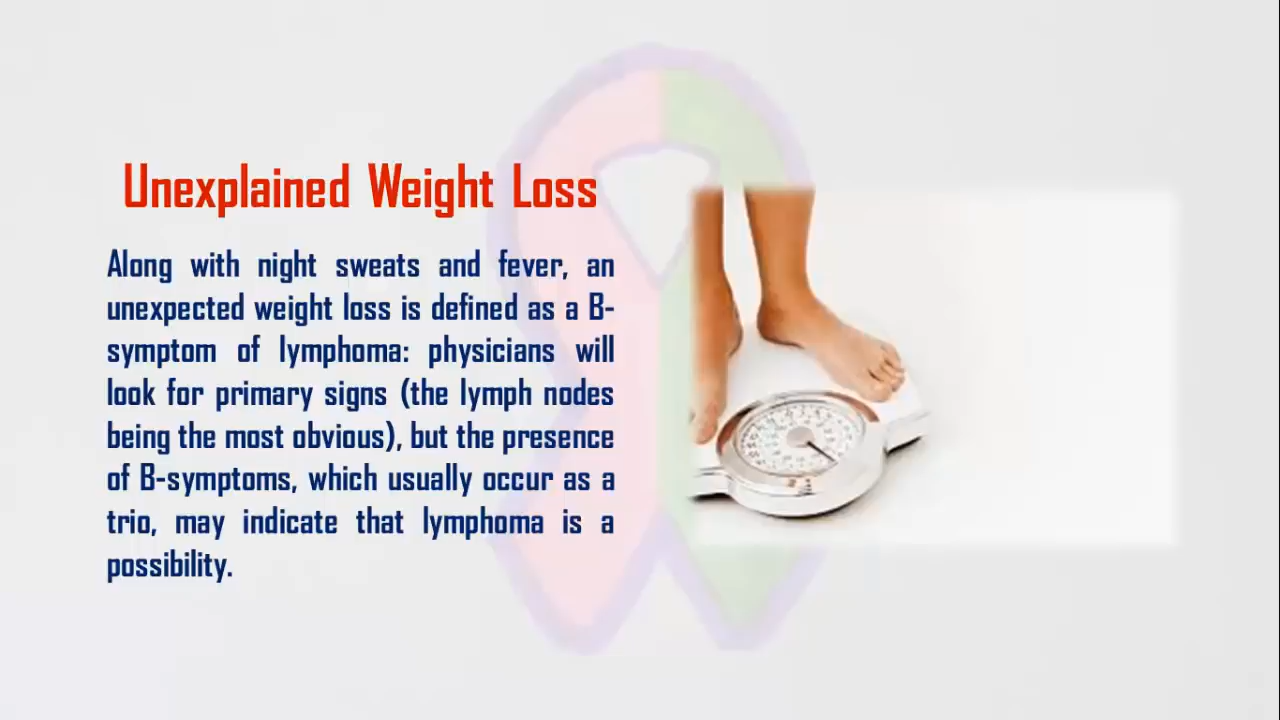 Unexplained Weight Loss
Along with night sweats and fever, an
unexpected weight loss is defined as a B-
symptom of lymphoma: physicians will
look for primary signs (the lymph nodes
being the most obvious), but the presence
of B-symptoms, which usually occur as a
trio, may indicate that lymphoma is a
possibility.